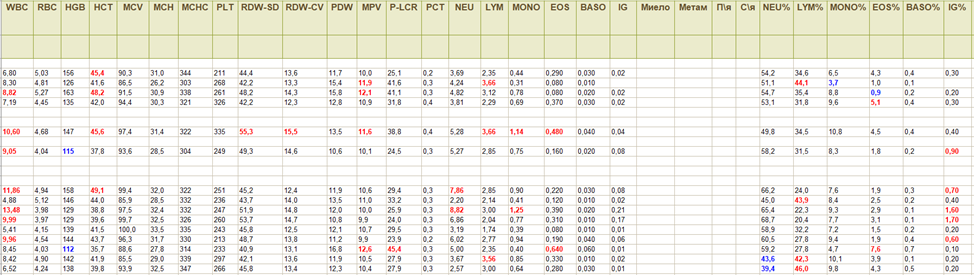 WBC RBC HGB HCT MCV MCH MCHC PLT RDW-SD RDW-CV PDW MPV P-LCR PCT NEU LYM MONO EOS BASO IG Миело Метам П\я С\я NEU% LYM% MONO% EOS% BASO% IG%
6,80 5,03 156 45,4 90,3 31,0 344 211 44,4 13,6 11,7 10,0 25,1 0,2 3,69 2,35 0,44 0,290 0,030 0,02 54,2 34,6 6,5 4,3 0,4 0,30
8,30 4,81 126 41,6 86,5 26,2 303 268 42,2 13,3 15,4 11,9 41,6 0,3 4,24 3,66 0,31 0,080 0,010 51,1 44,1 3,7 1,0 0,1
8,82 5,27 163 48,2 91,5 30,9 338 261 48,2 14,3 15,8 12,1 41,1 0,3 4,82 3,12 0,78 0,080 0,020 0,02 54,7 35,4 8,8 0,9 0,2 0,20
7,19 4,45 135 42,0 94,4 30,3 321 326 42,2 12,3 12,8 10,9 31,8 0,4 3,81 2,29 0,69 0,370 0,030 0,02 53,1 31,8 9,6 5,1 0,4 0,30
10,60 4,68 147 45,6 97,4 31,4 322 335 55,3 15,5 13,5 11,6 38,8 0,4 5,28 3,66 1,14 0,480 0,040 0,04 49,8 34,5 10,8 4,5 0,4 0,40
9,05 4,04 115 37,8 93,6 28,5 304 249 49,3 14,6 10,6 10,1 24,5 0,3 5,27 2,85 0,75 0,160 0,020 0,08 58,2 31,5 8,3 1,8 0,2 0,90
11,86 4,94 158 49,1 99,4 32,0 322 251 45,2 12,4 11,9 10,6 29,4 0,3 7,86 2,85 0,90 0,220 0,030 0,08 66,2 24,0 7,6 1,9 0,3 0,70
4,88 5,12 146 44,0 85,9 28,5 332 236 43,7 14,0 13,5 11,0 33,2 0,3 2,20 2,14 0,41 0,120 0,010 0,02 45,0 43,9 8,4 2,5 0,2 0,40
13,48 3,98 129 38,8 97,5 32,4 332 247 51,9 14,8 12,0 10,0 25,9 0,3 8,82 3,00 1,25 0,390 0,020 0,21 65,4 22,3 9,3 2,9 0,1 1,60
9,99 3,97 129 39,6 99,7 32,5 326 260 53,7 14,7 10,8 9,9 24,0 0,3 6,86 2,04 0,77 0,310 0,010 0,17 68,7 20,4 7,7 3,1 0,1 1,70
5,41 4,15 139 41,5 100,0 33,5 335 243 45,8 12,5 12,1 10,7 29,5 0,3 3,19 1,74 0,39 0,080 0,010 0,01 58,9 32,2 7,2 1,5 0,2 0,20
9,96 4,54 144 43,7 96,3 31,7 330 213 48,7 13,8 11,2 9,9 23,9 0,2 6,02 2,77 0,94 0,190 0,040 0,06 60,5 27,8 9,4 1,9 0,4 0,60
8,45 4,03 112 35,7 88,6 27,8 314 233 40,9 13,1 16,8 12,6 45,4 0,3 5,00 2,35 0,40 0,640 0,060 0,01 59,2 27,8 4,7 7,6 0,7 0,10
8,42 4,90 142 41,9 85,5 29,0 339 297 42,1 13,6 11,9 10,5 27,9 0,3 3,67 3,56 0,85 0,330 0,010 0,02 43,6 42,3 10,1 3,9 0,1 0,20
6,52 4,24 138 39,8 93,9 32,5 347 266 45,8 13,4 12,3 10,4 27,9 0,3 2,57 3,00 0,64 0,280 0,030 0,01 39,4 46,0 9,8 4,3 0,5 0,20